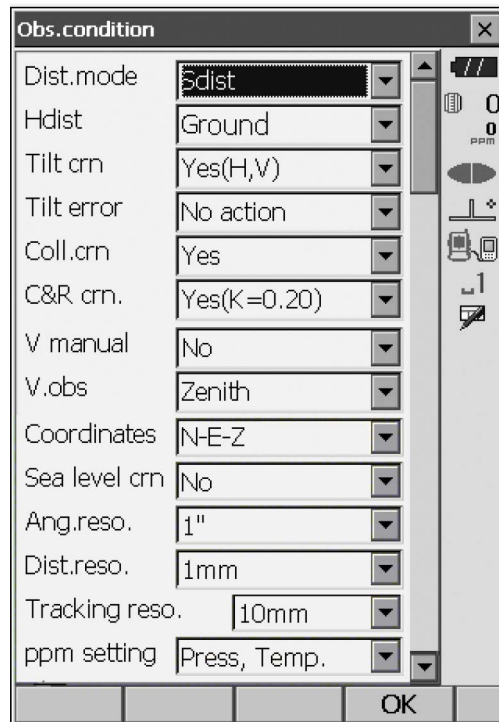 Obs.condition
Dist.mode Sdist
Hdist Ground
Tilt crn Yes(H,V)
Tilt error No action
Coll.crn Yes
C&R crn. Yes(K=0.20)
V manual No
V.obs Zenith
Coordinates N-E-Z
Sea level crn No
Ang.reso. 1"
Dist.reso. 1mm
Tracking reso. 10mm
ppm setting Press, Temp.
OK
0
0
ppm
1